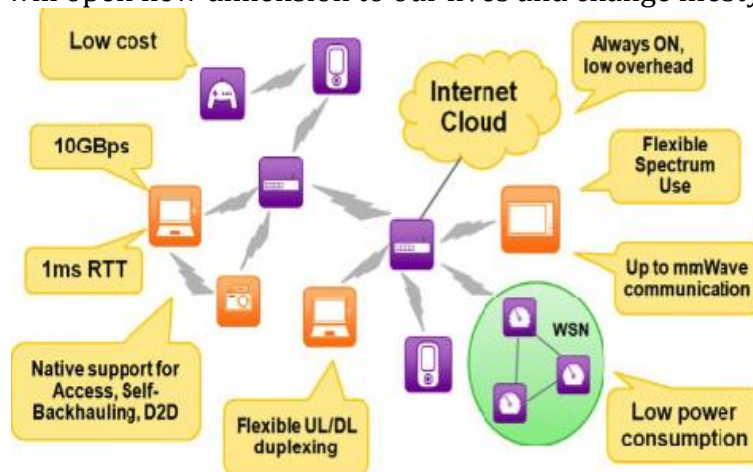 Low cost
Always ON,
low overhead
Internet
Cloud
10GBps
Flexible
Spectrum
Use
1ms RTT
Up to mmWave
communication
WSN
Native support for
Access, Self-
Backhauling, D2D
Flexible UL/DL
duplexing
Low power
consumption